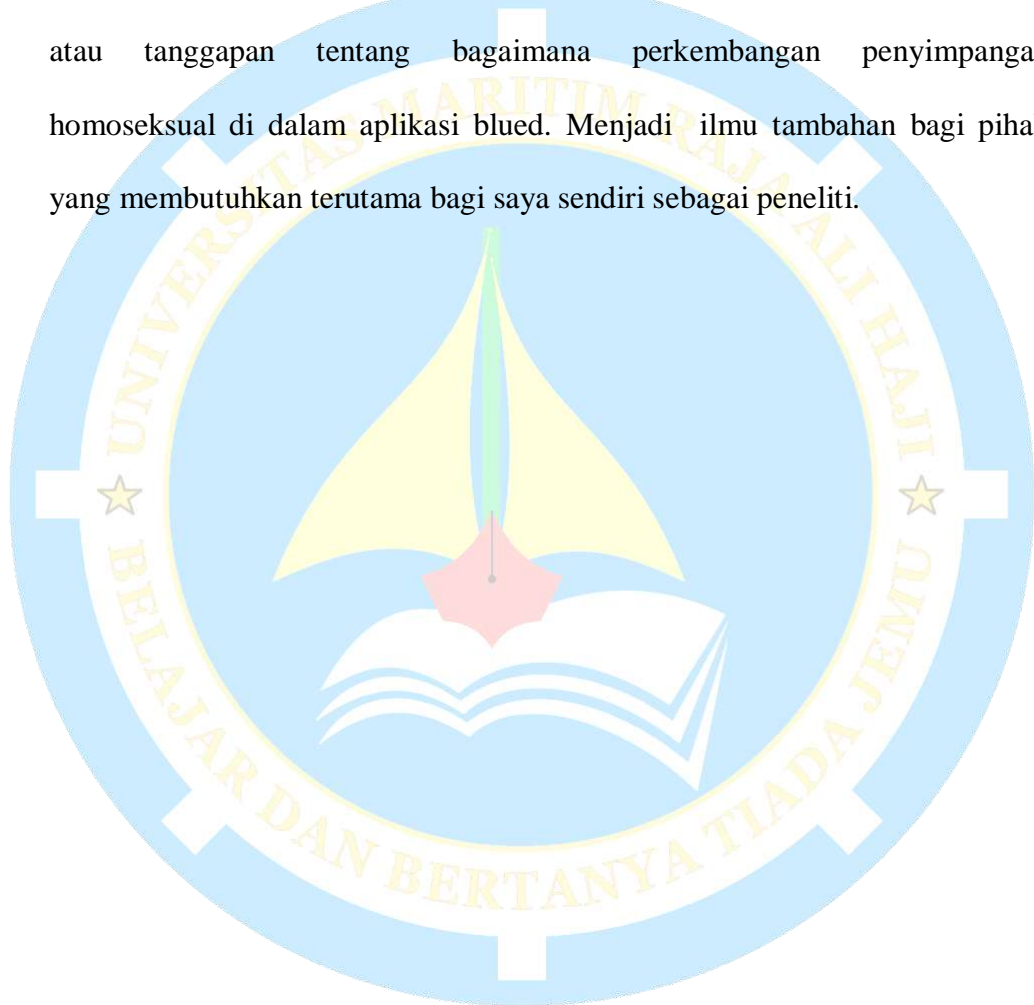 atau tanggapan tentang bagaimana perkembangan penyimpanga
homoseksual di dalam aplikasi blued. Menjadi ilmu tambahan bagi piha
yang membutuhkan terutama bagi saya sendiri sebagai peneliti.
UNIVERSITAS MARITIM RAJA ALI HAJI
BELAJAR DAN BERTANYA TIADA JEMU